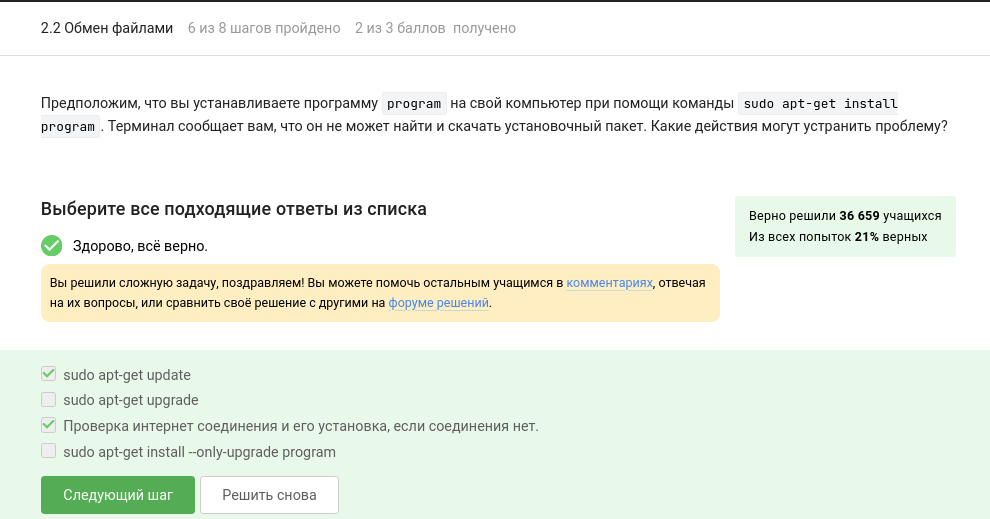 2.2 Обмен файлами 6 из 8 шагов пройдено 2 из 3 баллов получено
Предположим, что вы устанавливаете программу program на свой компьютер при помощи команды sudo apt-get install
program. Терминал сообщает вам, что он не может найти и скачать установочный пакет. Какие действия могут устранить проблему?
Выберите все подходящие ответы из списка
Верно решили 36 659 учащихся
Из всех попыток 21% верных
Здорово, всё верно.
Вы решили сложную задачу, поздравляем! Вы можете помочь остальным учащимся в комментариях, отвечая
на их вопросы, или сравнить своё решение с другими на форуме решений.
sudo apt-get update
sudo apt-get upgrade
Проверка интернет соединения и его установка, если соединения нет.
sudo apt-get install --only-upgrade program
Следующий шаг Решить снова